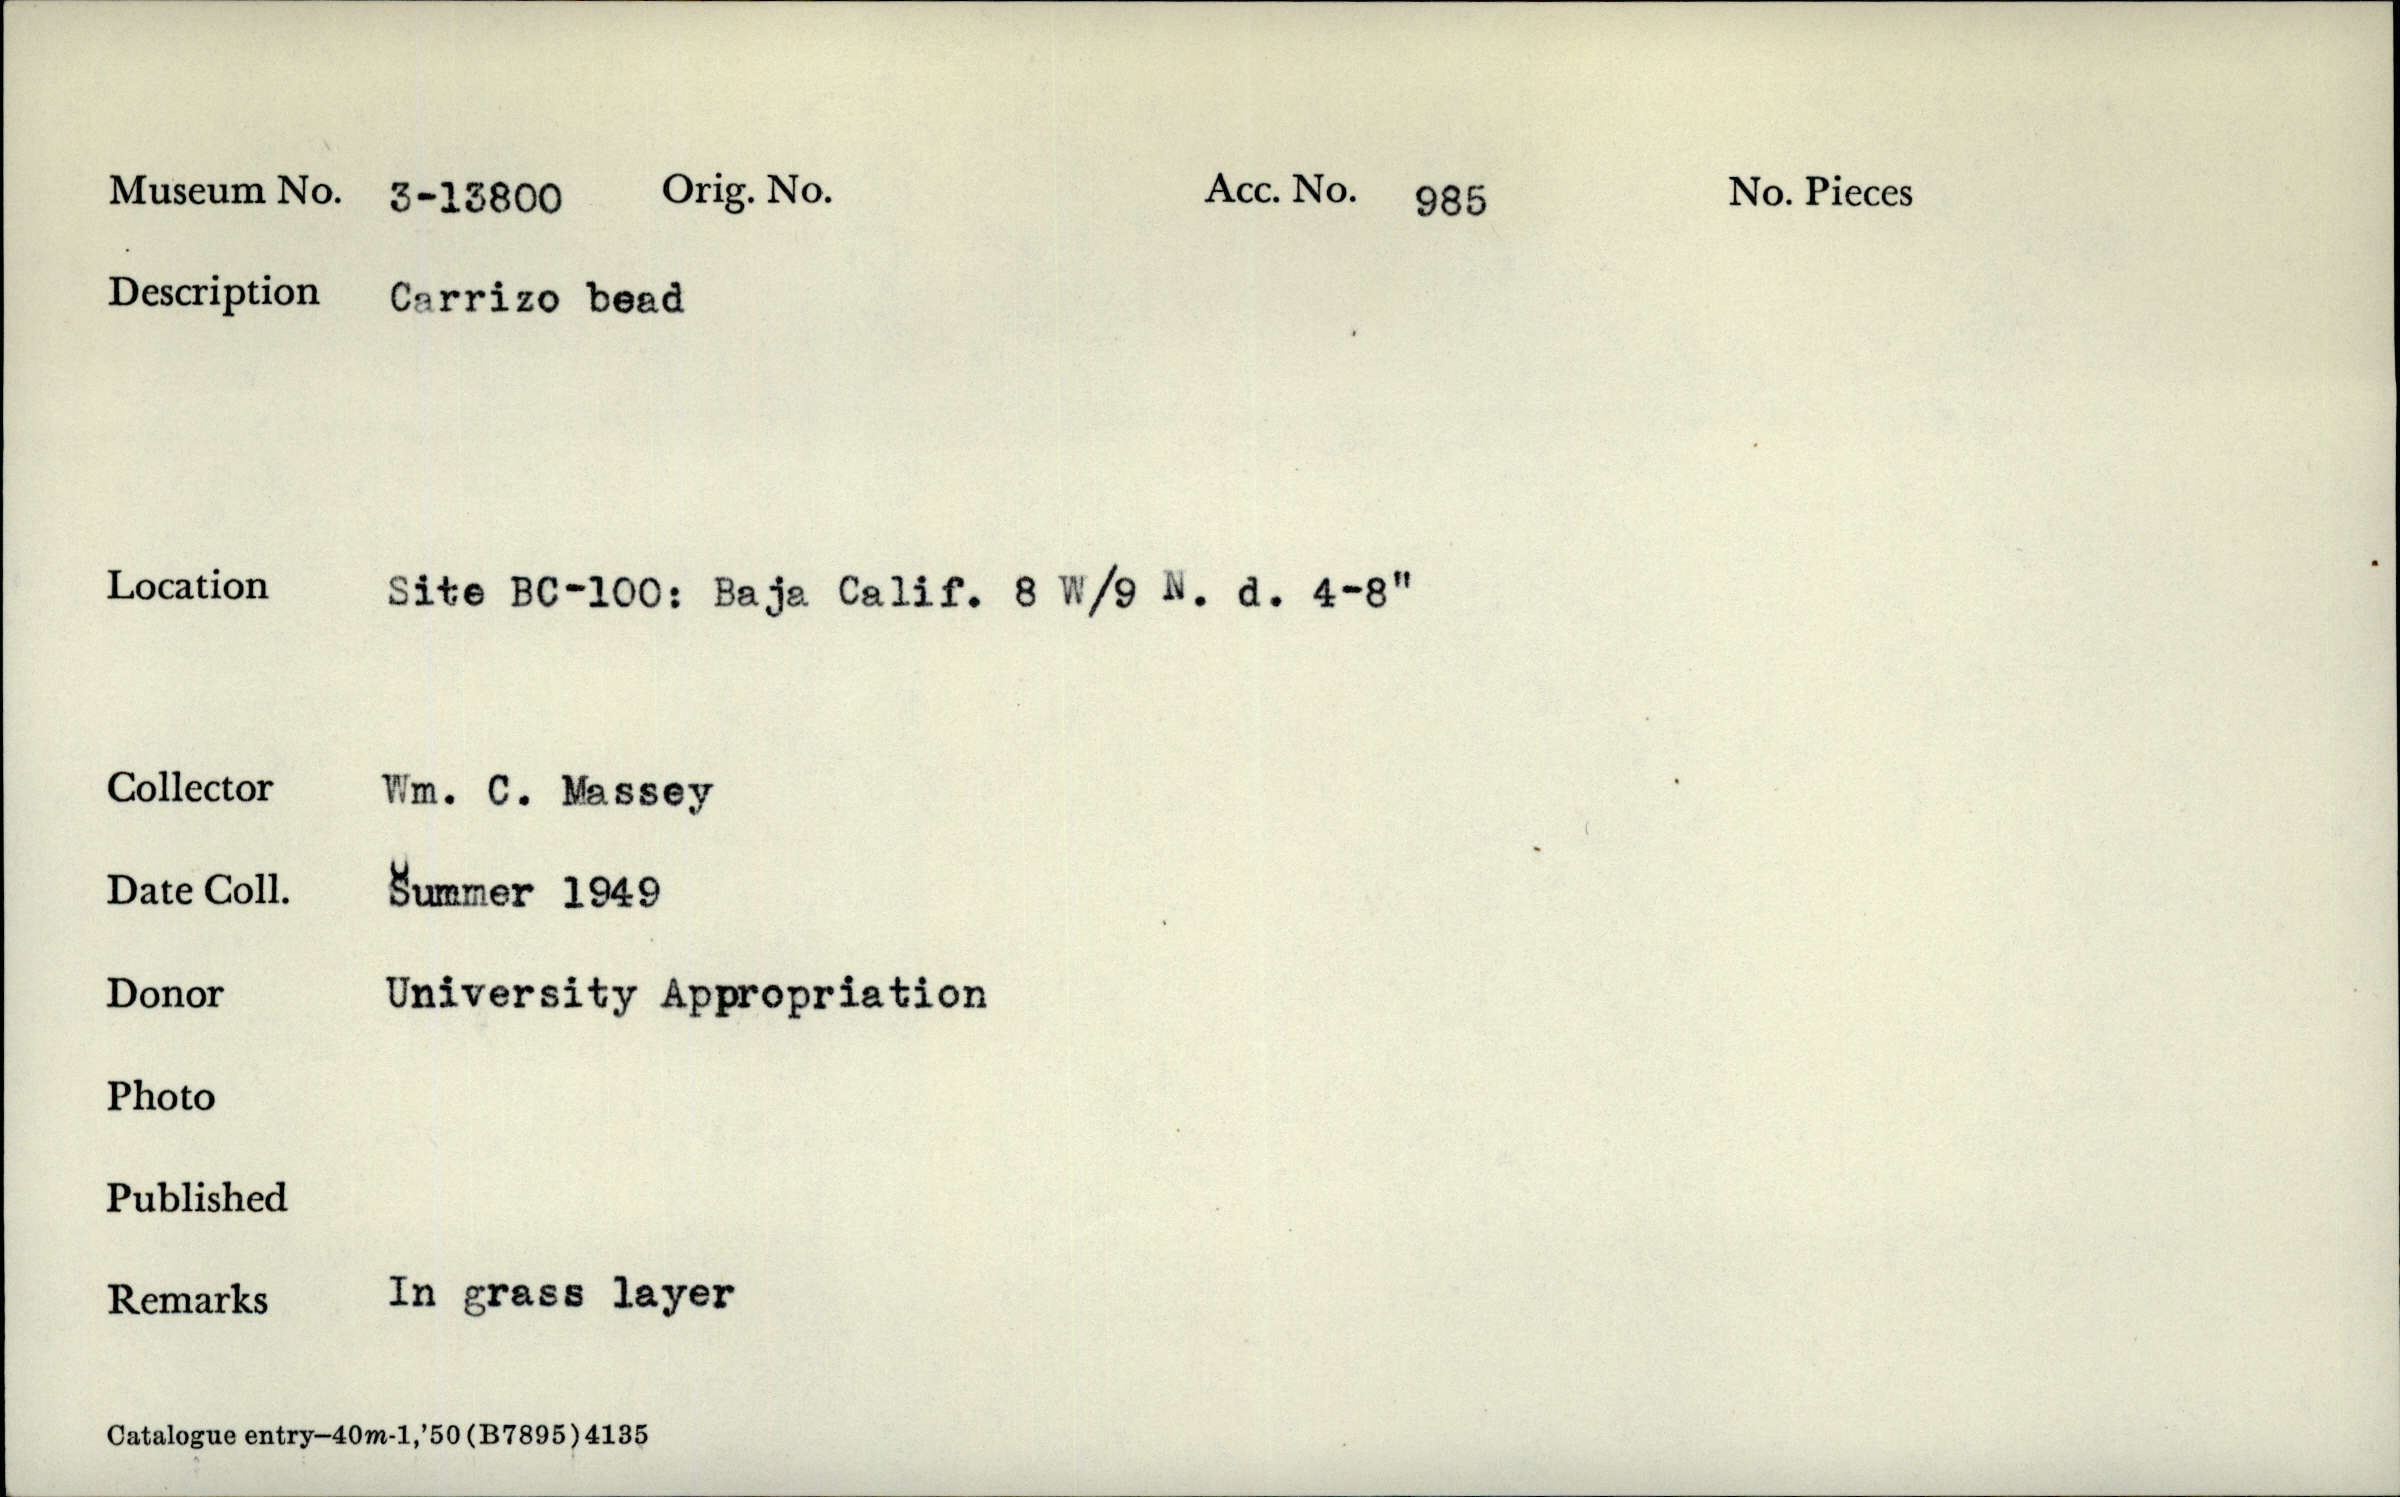 Museum No. 3-13800 Orig. No. Acc. No. 985 No. Pieces
Description Carrizo bead
Location Site BC-100: Baja Calif. 8 W/9 N. d. 4-8"
Collector Wm. C. Massey
Date Coll. Summer 1949
Donor University Appropriation
Photo
Published
Remarks In grass layer
Catalogue entry—40m-1,'50(B7895)4135